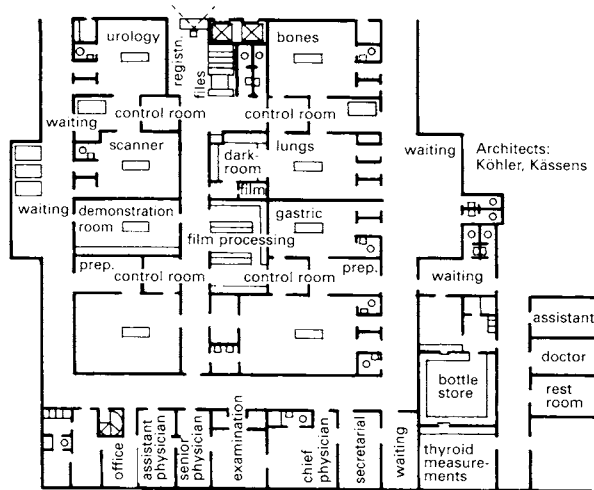 urology
registn.
files
bones
control room
control room
waiting
scanner
dark-
room
film
lungs
waiting
Architects:
Köhler, Kässens
waiting
demonstration
room
gastric
film processing
prep.
control room
control room
prep.
waiting
assistant
doctor
rest
room
bottle
store
office
assistant
physician
senior
physician
examination
chief
physician
secretarial
waiting
thyroid
measure-
ments